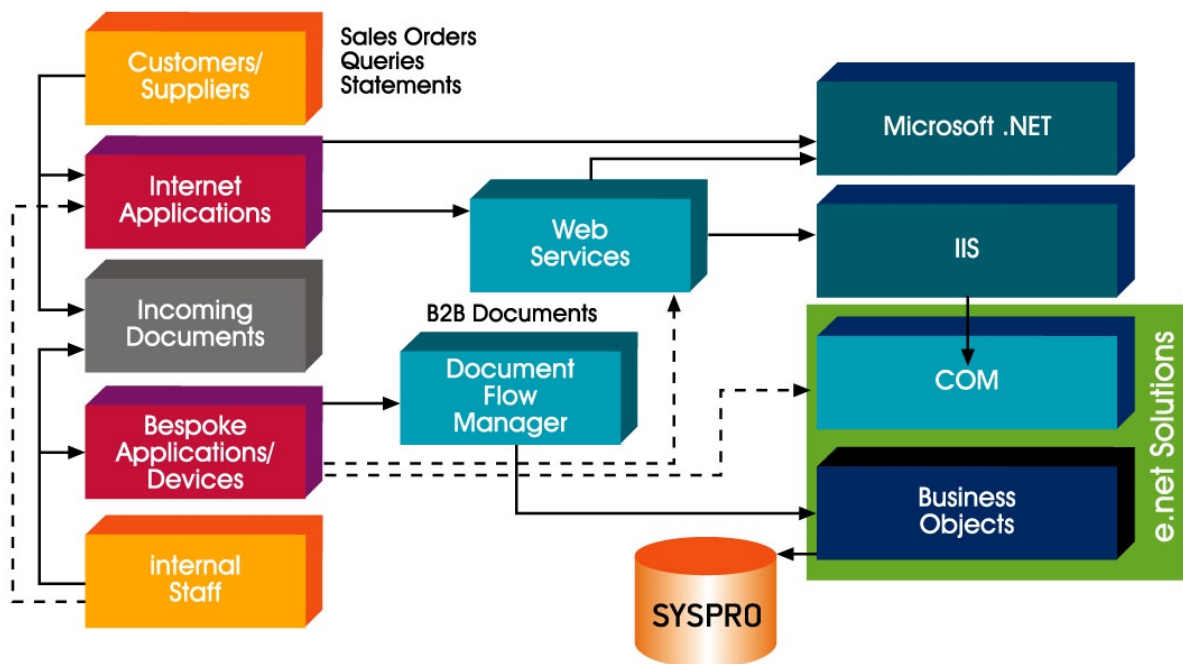 Customers/
Suppliers
Sales Orders
Queries
Statements
Microsoft .NET
Internet
Applications
Web
Services
IIS
Incoming
Documents
B2B Documents
Document
Flow
Manager
COM
e.net Solutions
Bespoke
Applications/
Devices
Business
Objects
internal
Staff
SYSPRO